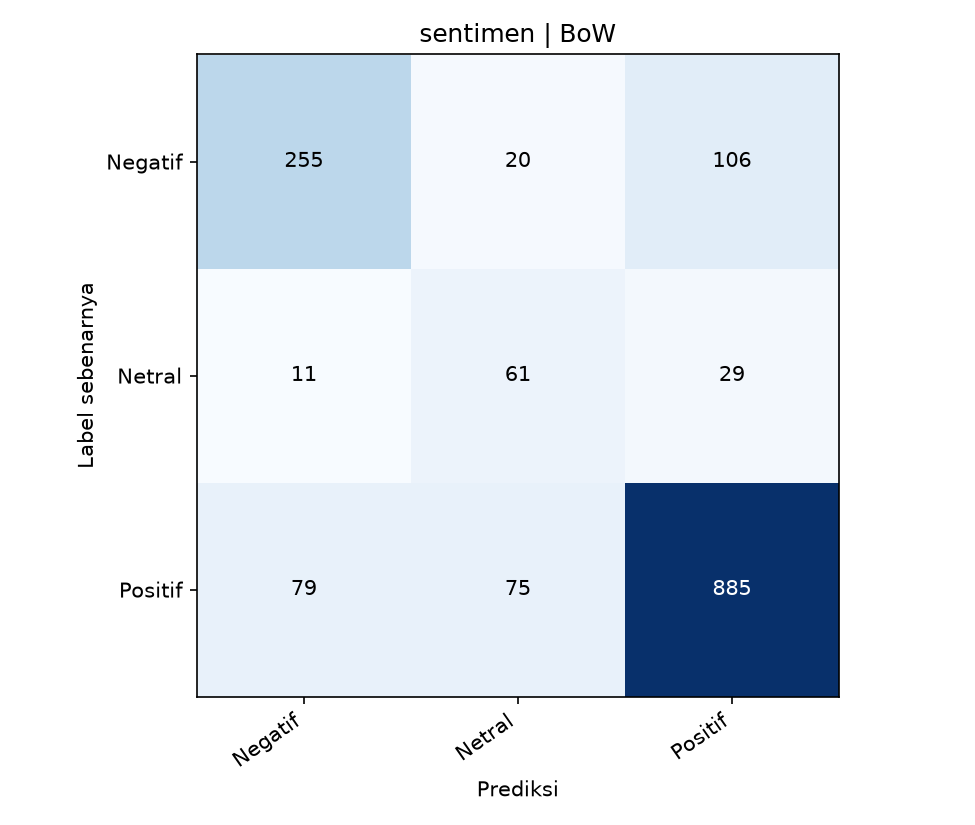 sentimen | BoW
Negatif
255
20
106
Label sebenarnya
Netral
11
61
29
Positif
79
75
885
Negatif
Netral
Positif
Prediksi